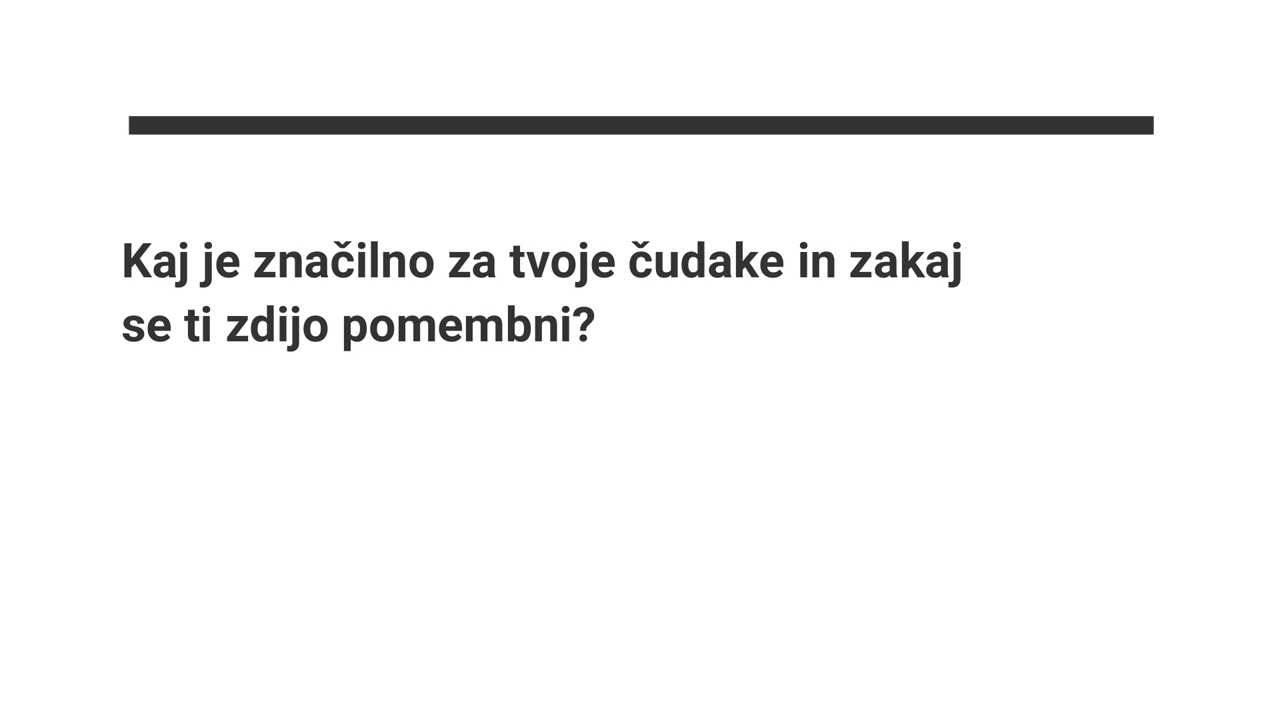 Kaj je značilno za tvoje čudake in zakaj
se ti zdijo pomembni?